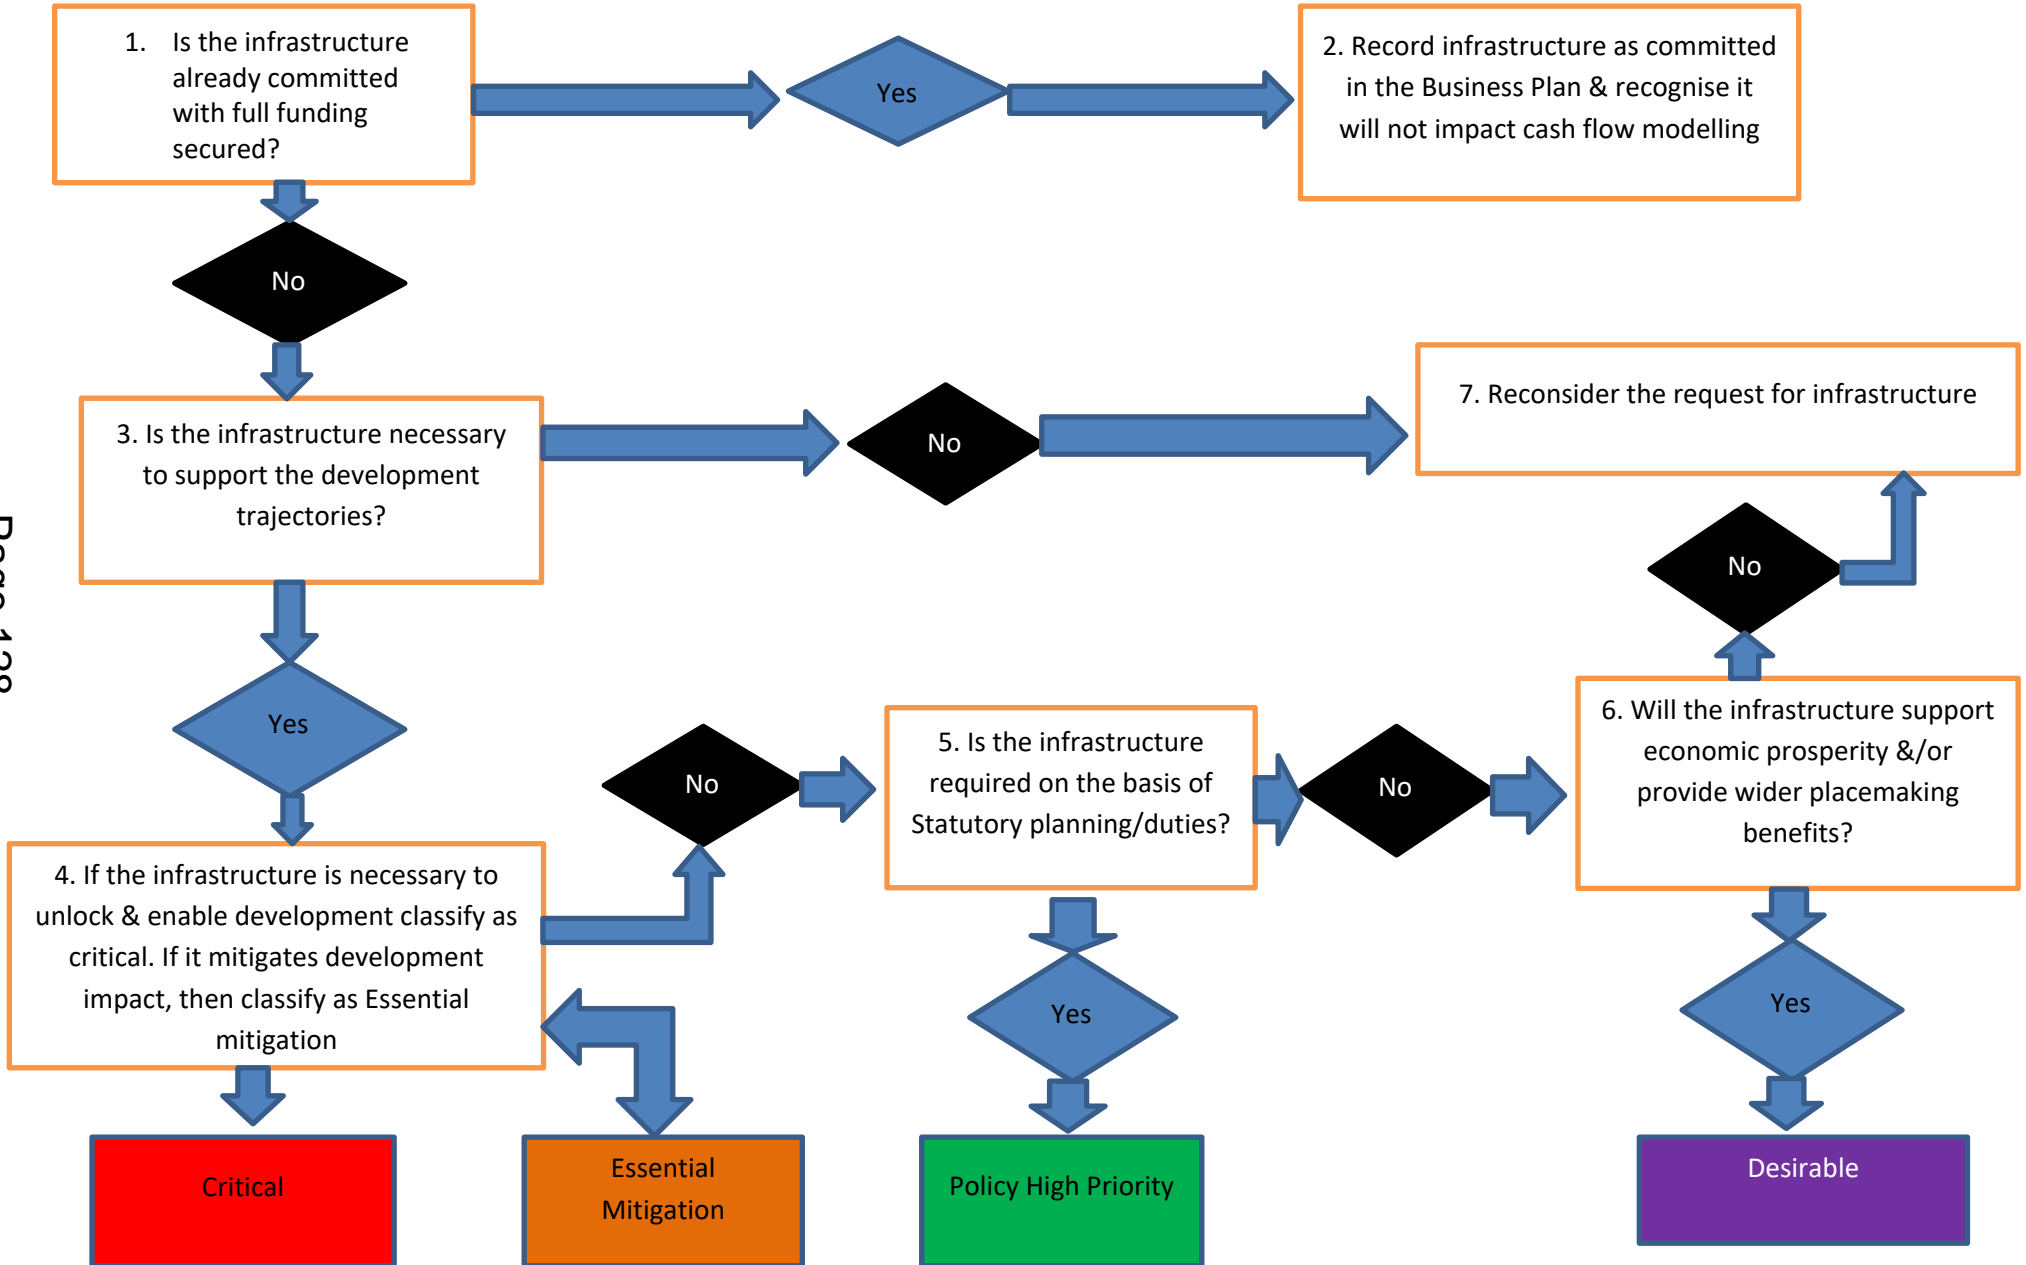 1. Is the infrastructure
already committed
with full funding
secured?
Yes
2. Record infrastructure as committed
in the Business Plan & recognise it
will not impact cash flow modelling
No
3. Is the infrastructure necessary
to support the development
trajectories?
No
7. Reconsider the request for infrastructure
No
Yes
No
5. Is the infrastructure
required on the basis of
Statutory planning/duties?
No
6. Will the infrastructure support
economic prosperity &/or
provide wider placemaking
benefits?
4. If the infrastructure is necessary to
unlock & enable development classify as
critical. If it mitigates development
impact, then classify as Essential
mitigation
Yes
Yes
Critical
Essential
Mitigation
Policy High Priority
Desirable